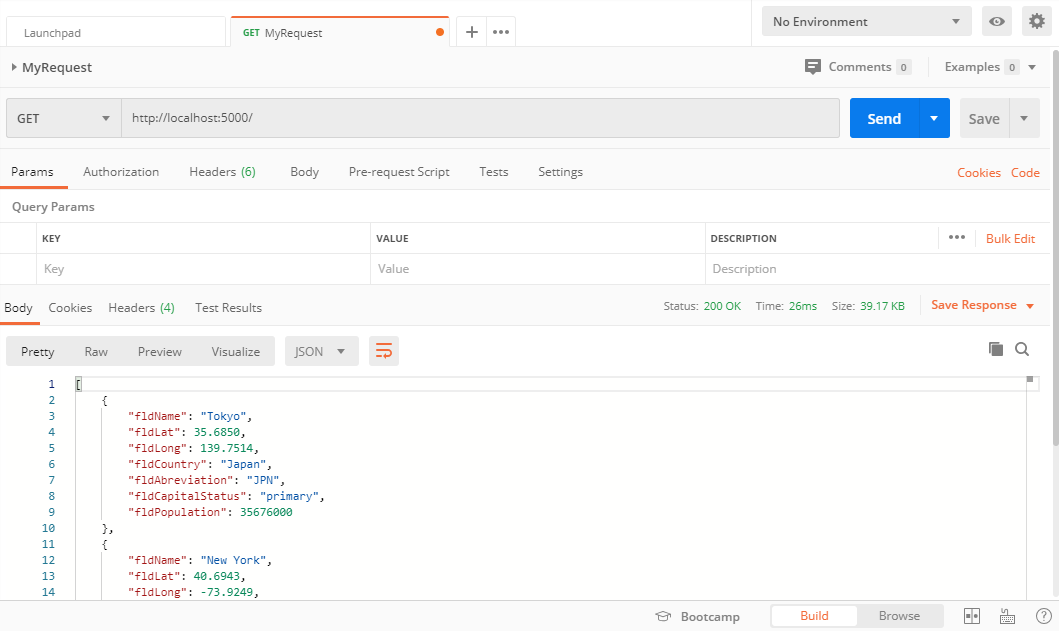 Launchpad
GET MyRequest
No Environment
MyRequest
Comments 0
Examples 0
GET
http://localhost:5000/
Send
Save
Params Authorization Headers (6) Body Pre-request Script Tests Settings
Cookies Code
Query Params
KEY VALUE DESCRIPTION
Bulk Edit
Key Value Description
Body Cookies Headers (4) Test Results
Status: 200 OK Time: 26ms Size: 39.17 KB Save Response
Pretty Raw Preview Visualize JSON
1 [
2 {
3 "fldName": "Tokyo",
4 "fldLat": 35.6850,
5 "fldLong": 139.7514,
6 "fldCountry": "Japan",
7 "fldAbreviation": "JPN",
8 "fldCapitalStatus": "primary",
9 "fldPopulation": 35676000
10 },
11 {
12 "fldName": "New York",
13 "fldLat": 40.6943,
14 "fldLong": -73.9249,
Bootcamp Build Browse